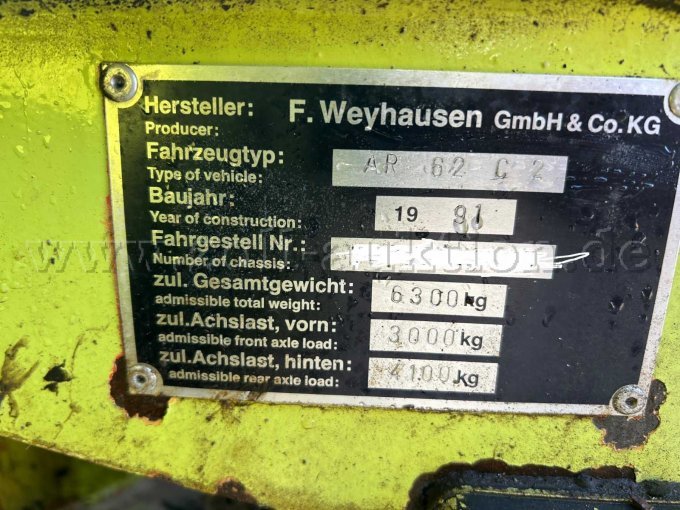 Hersteller: F. Weyhausen GmbH & Co. KG
Producer:
Fahrzeugtyp: AR 62 C 2
Type of vehicle:
Baujahr: 19 91
Year of construction:
Fahrgestell Nr.:
Number of chassis:
zul. Gesamtgewicht: 6300 kg
admissible total weight:
zul. Achslast, vorn: 3000 kg
admissible front axle load:
zul. Achslast, hinten: 4100 kg
admissible rear axle load: